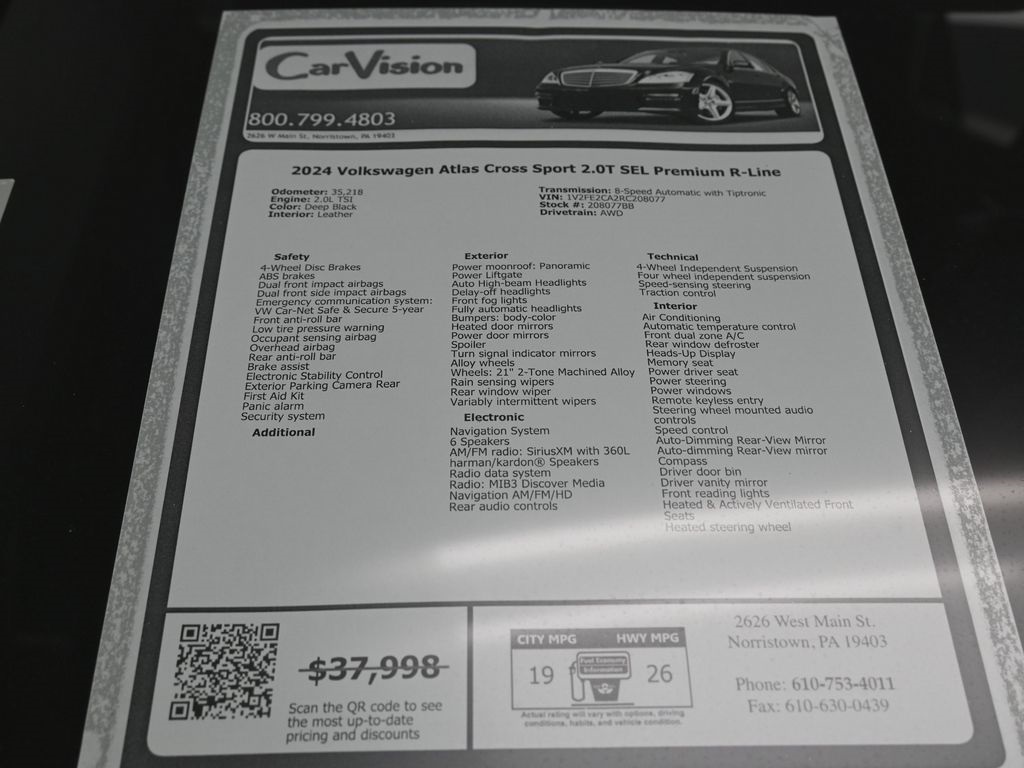 CarVision
800.799.4803
2626 W Main St, Norristown, PA 19403
2024 Volkswagen Atlas Cross Sport 2.0T SEL Premium R-Line
Odometer: 35,218
Engine: 2.0L TSI
Color: Deep Black
Interior: Leather
Transmission: 8-Speed Automatic with Tiptronic
VIN: 1V2FE2CA2RC208077
Stock #: 208077BB
Drivetrain: AWD
Safety
4-Wheel Disc Brakes
ABS brakes
Dual front impact airbags
Dual front side impact airbags
Emergency communication system:
VW Car-Net Safe & Secure 5-year
Front anti-roll bar
Low tire pressure warning
Occupant sensing airbag
Overhead airbag
Rear anti-roll bar
Brake assist
Electronic Stability Control
Exterior Parking Camera Rear
First Aid Kit
Panic alarm
Security system
Additional
Exterior
Power moonroof: Panoramic
Power Liftgate
Auto High-beam Headlights
Delay-off headlights
Front fog lights
Fully automatic headlights
Bumpers: body-color
Heated door mirrors
Power door mirrors
Spoiler
Turn signal indicator mirrors
Alloy wheels
Wheels: 21" 2-Tone Machined Alloy
Rain sensing wipers
Rear window wiper
Variably intermittent wipers
Electronic
Navigation System
6 Speakers
AM/FM radio: SiriusXM with 360L
harman/kardon® Speakers
Radio data system
Radio: MIB3 Discover Media
Navigation AM/FM/HD
Rear audio controls
Technical
4-Wheel Independent Suspension
Four wheel independent suspension
Speed-sensing steering
Traction control
Interior
Air Conditioning
Automatic temperature control
Front dual zone A/C
Rear window defroster
Heads-Up Display
Memory seat
Power driver seat
Power steering
Power windows
Remote keyless entry
Steering wheel mounted audio
controls
Speed control
Auto-Dimming Rear-View Mirror
Auto-dimming Rear-View mirror
Compass
Driver door bin
Driver vanity mirror
Front reading lights
Heated & Actively Ventilated Front
Seats
Heated steering wheel
$37,998
Scan the QR code to see
the most up-to-date
pricing and discounts
CITY MPG
HWY MPG
19
Fuel Economy
Information
26
Actual rating will vary with options, driving
conditions, habits, and vehicle condition.
2626 West Main St.
Norristown, PA 19403
Phone: 610-753-4011
Fax: 610-630-0439